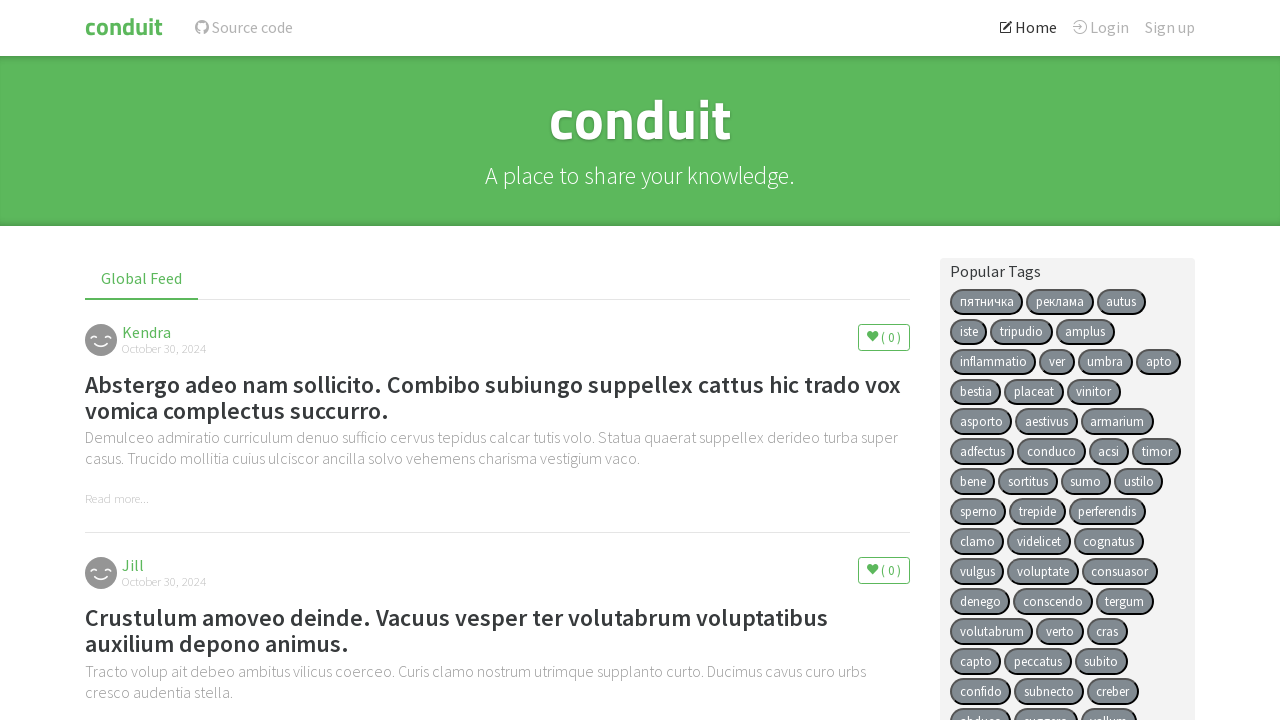 conduit
Source code
Home
Login
Sign up
conduit
A place to share your knowledge.
Global Feed
Kendra
October 30, 2024
( 0 )
Abstergo adeo nam sollicito. Combibo subiungo suppellex cattus hic trado vox
vomica complectus succurro.
Demulceo admiratio curriculum denuo sufficio cervus tepidus calcar tutis volo. Statua quaerat suppellex derideo turba super
casus. Trucido mollitia cuius ulciscor ancilla solvo vehemens charisma vestigium vaco.
Read more...
Jill
October 30, 2024
( 0 )
Crustulum amoveo deinde. Vacuus vesper ter volutabrum voluptatibus
auxilium depono animus.
Tracto volup ait debeo ambitus vilicus coerceo. Curis clamo nostrum utrimque supplanto curto. Ducimus cavus curo urbs
cresco audentia stella.
Popular Tags
пятничка реклама autus
iste tripudio amplus
inflammatio ver umbra apto
bestia placeat vinitor
asporto aestivus armarium
adfectus conduco acsi timor
bene sortitus sumo ustilo
sperno trepide perferendis
clamo videlicet cognatus
vulgus voluptate consuasor
denego conscendo tergum
volutabrum verto cras
capto peccatus subito
confido subnecto creber